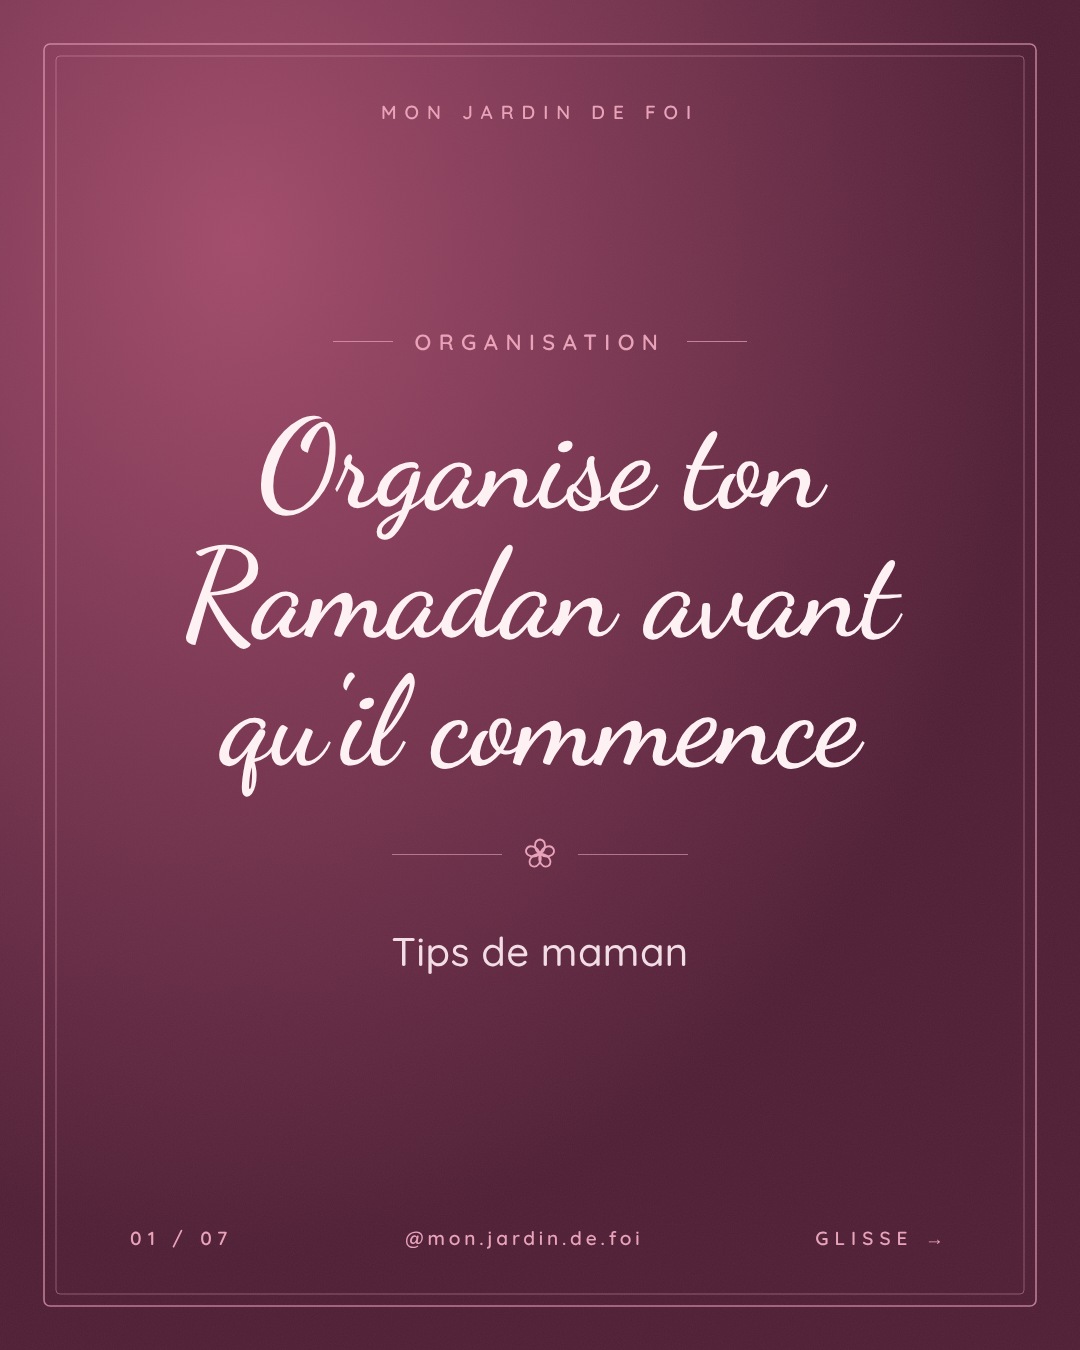 MON JARDIN DE FOI
ORGANISATION
Organise ton
Ramadan avant
qu'il commence
Tips de maman
01 / 07
@mon.jardin.de.foi
GLISSE →